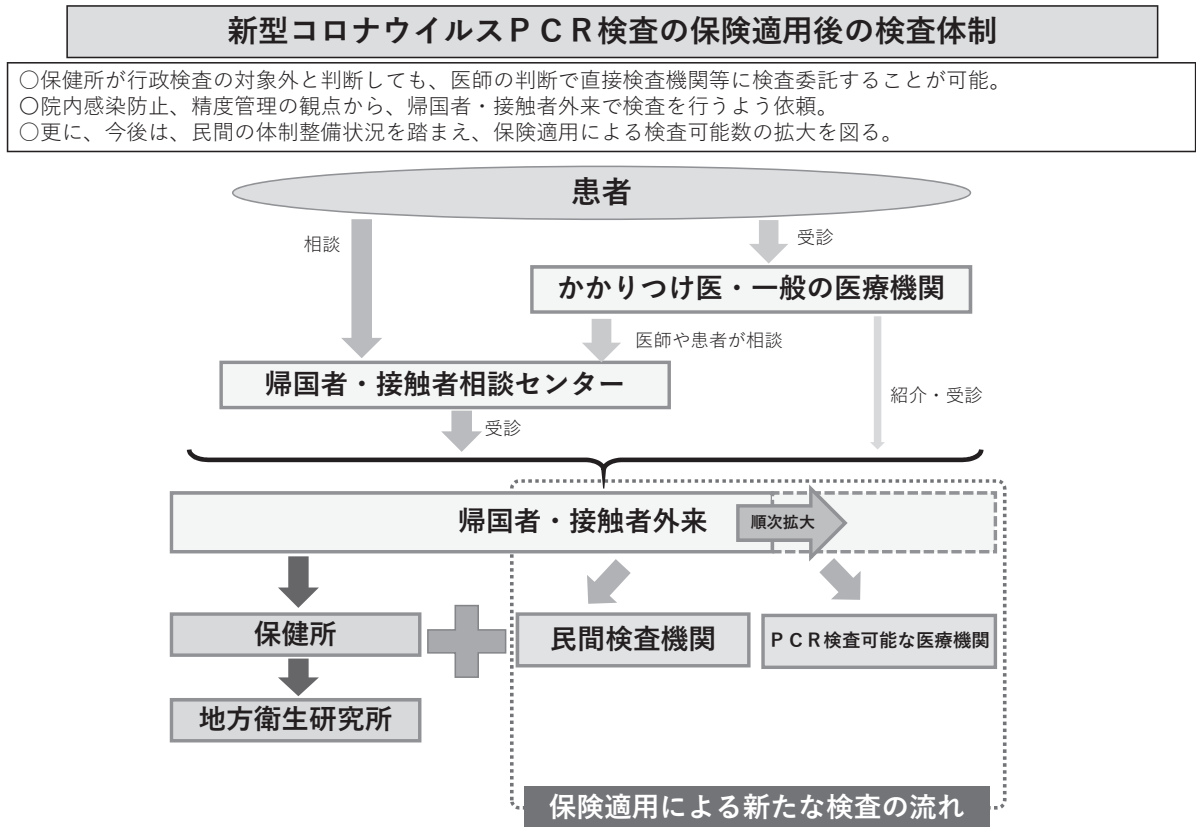 新型コロナウイルスＰＣＲ検査の保険適用後の検査体制
○保健所が行政検査の対象外と判断しても、医師の判断で直接検査機関等に検査委託することが可能。
○院内感染防止、精度管理の観点から、帰国者・接触者外来で検査を行うよう依頼。
○更に、今後は、民間の体制整備状況を踏まえ、保険適用による検査可能数の拡大を図る。
患者
相談
受診
かかりつけ医・一般の医療機関
医師や患者が相談
帰国者・接触者相談センター
紹介・受診
受診
帰国者・接触者外来
順次拡大
保健所
民間検査機関
ＰＣＲ検査可能な医療機関
地方衛生研究所
保険適用による新たな検査の流れ